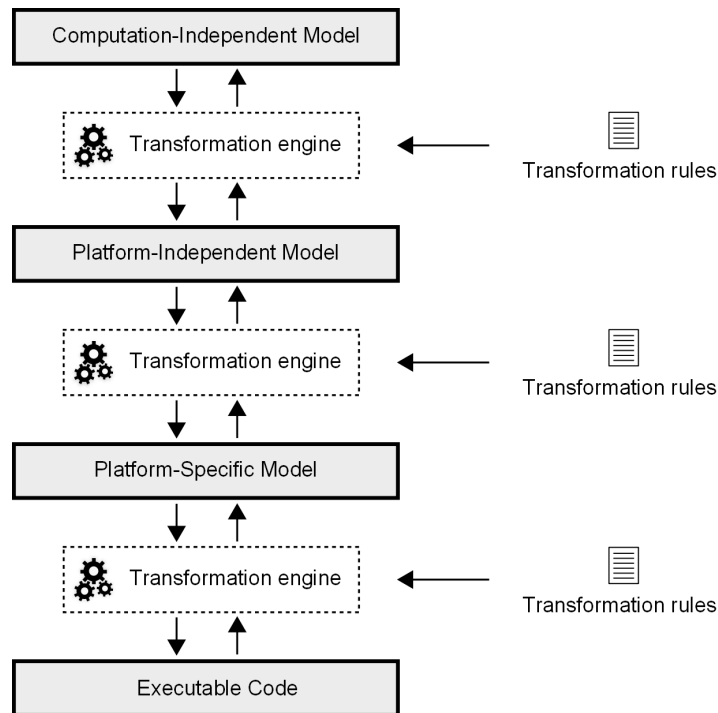 Computation-Independent Model
Transformation engine
Transformation rules
Platform-Independent Model
Transformation engine
Transformation rules
Platform-Specific Model
Transformation engine
Transformation rules
Executable Code